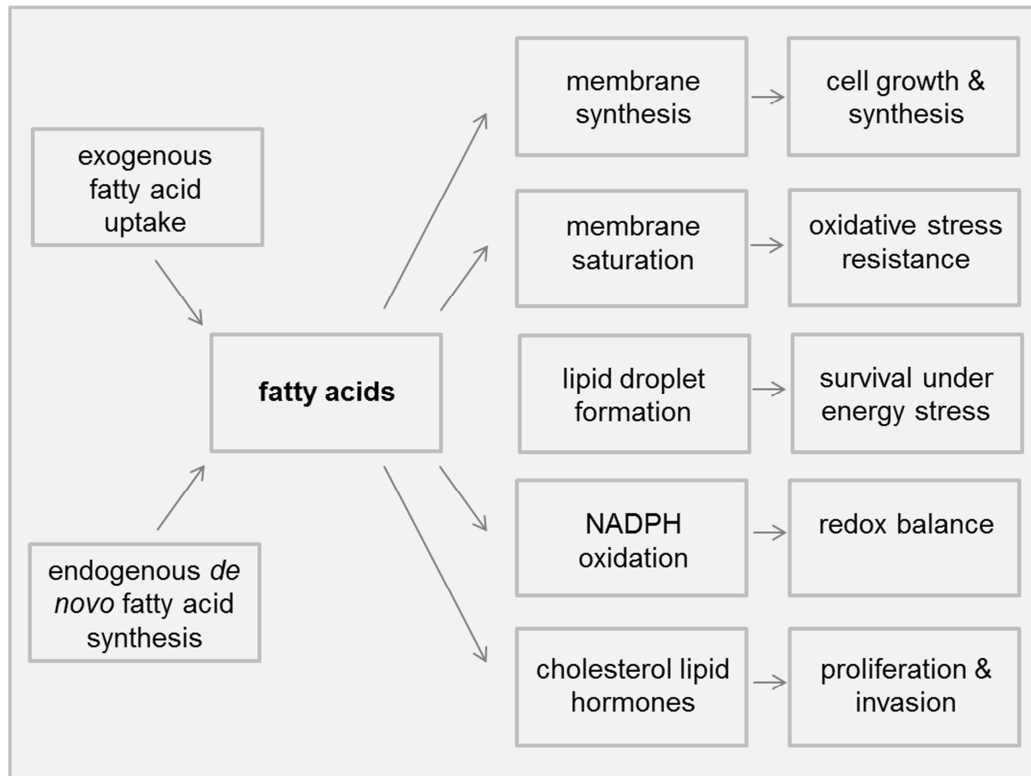 exogenous
fatty acid
uptake
endogenous de
novo fatty acid
synthesis
fatty acids
membrane
synthesis
cell growth &
synthesis
membrane
saturation
oxidative stress
resistance
lipid droplet
formation
survival under
energy stress
NADPH
oxidation
redox balance
cholesterol lipid
hormones
proliferation &
invasion